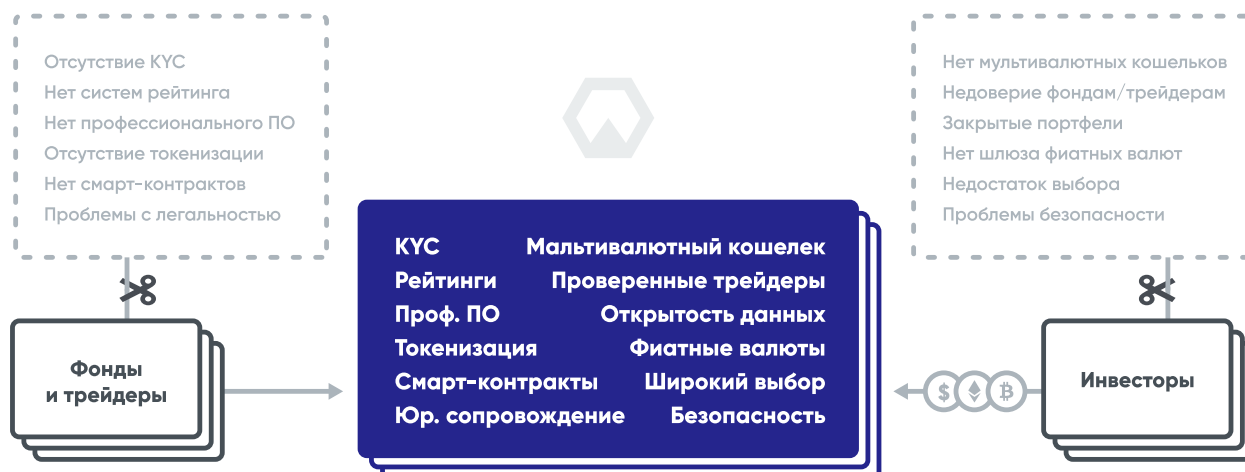 Отсутствие KYC
Нет систем рейтинга
Нет профессионального ПО
Отсутствие токенизации
Нет смарт-контрактов
Проблемы с легальностью
Фонды
и трейдеры
KYC Мальтивалютный кошелек
Рейтинги Проверенные трейдеры
Проф. ПО Открытость данных
Токенизация Фиатные валюты
Смарт-контракты Широкий выбор
Юр. сопровождение Безопасность
Нет мультивалютных кошельков
Недоверие фондам/трейдерам
Закрытые портфели
Нет шлюза фиатных валют
Недостаток выбора
Проблемы безопасности
$
Инвесторы